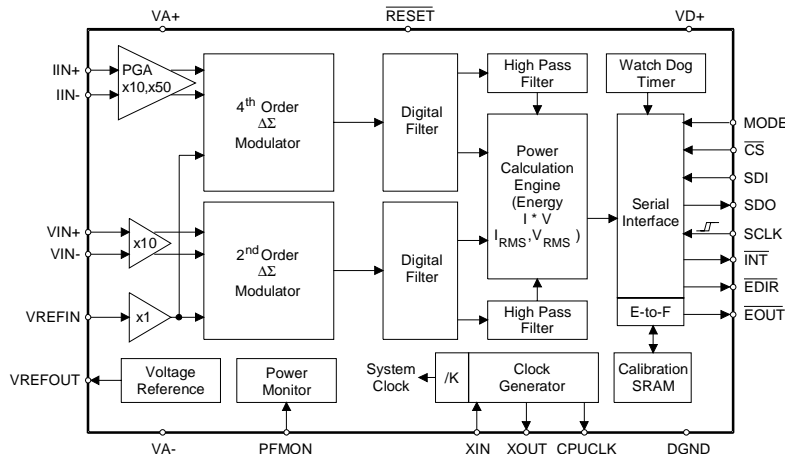 VA+
RESET
VD+
IIN+
IIN-
PGA
x10,x50
4th Order
ΔΣ
Modulator
Digital
Filter
High Pass
Filter
Watch Dog
Timer
Power
Calculation
Engine
(Energy
I * V
IRMS,VRMS )
Serial
Interface
MODE
CS
SDI
SDO
SCLK
INT
EDIR
EOUT
VIN+
VIN-
x10
2nd Order
ΔΣ
Modulator
Digital
Filter
High Pass
Filter
E-to-F
VREFIN
x1
VREFOUT
Voltage
Reference
Power
Monitor
System
Clock
/K
Clock
Generator
Calibration
SRAM
VA-
PFMON
XIN
XOUT
CPUCLK
DGND